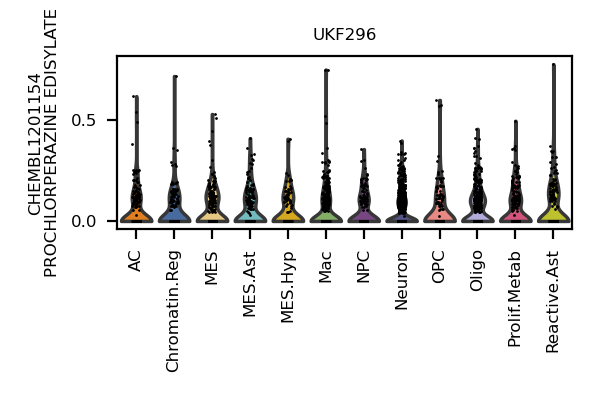 UKF296
CHEMBL1201154
PROCHLORPERAZINE EDISYLATE
0.5
0.0
AC
Chromatin.Reg
MES
MES.Ast
MES.Hyp
Mac
NPC
Neuron
OPC
Oligo
Prolif.Metab
Reactive.Ast